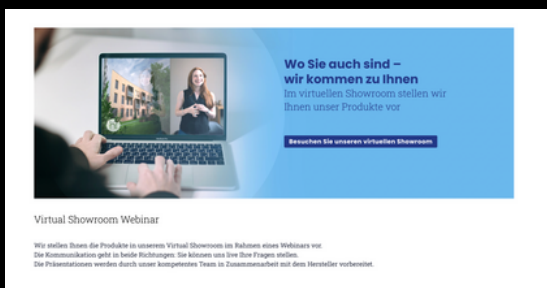 Wo Sie auch sind –
wir kommen zu Ihnen
Im virtuellen Showroom stellen wir
Ihnen unser Produkte vor
Besuchen Sie unseren virtuellen Showroom
Virtual Showroom Webinar
Wir stellen Ihnen die Produkte in unserem Virtual Showroom im Rahmen eines Webinars vor.
Die Kommunikation geht in beide Richtungen: Sie können uns live Ihre Fragen stellen.
Die Präsentationen werden durch unser kompetentes Team in Zusammenarbeit mit dem Hersteller vorbereitet.